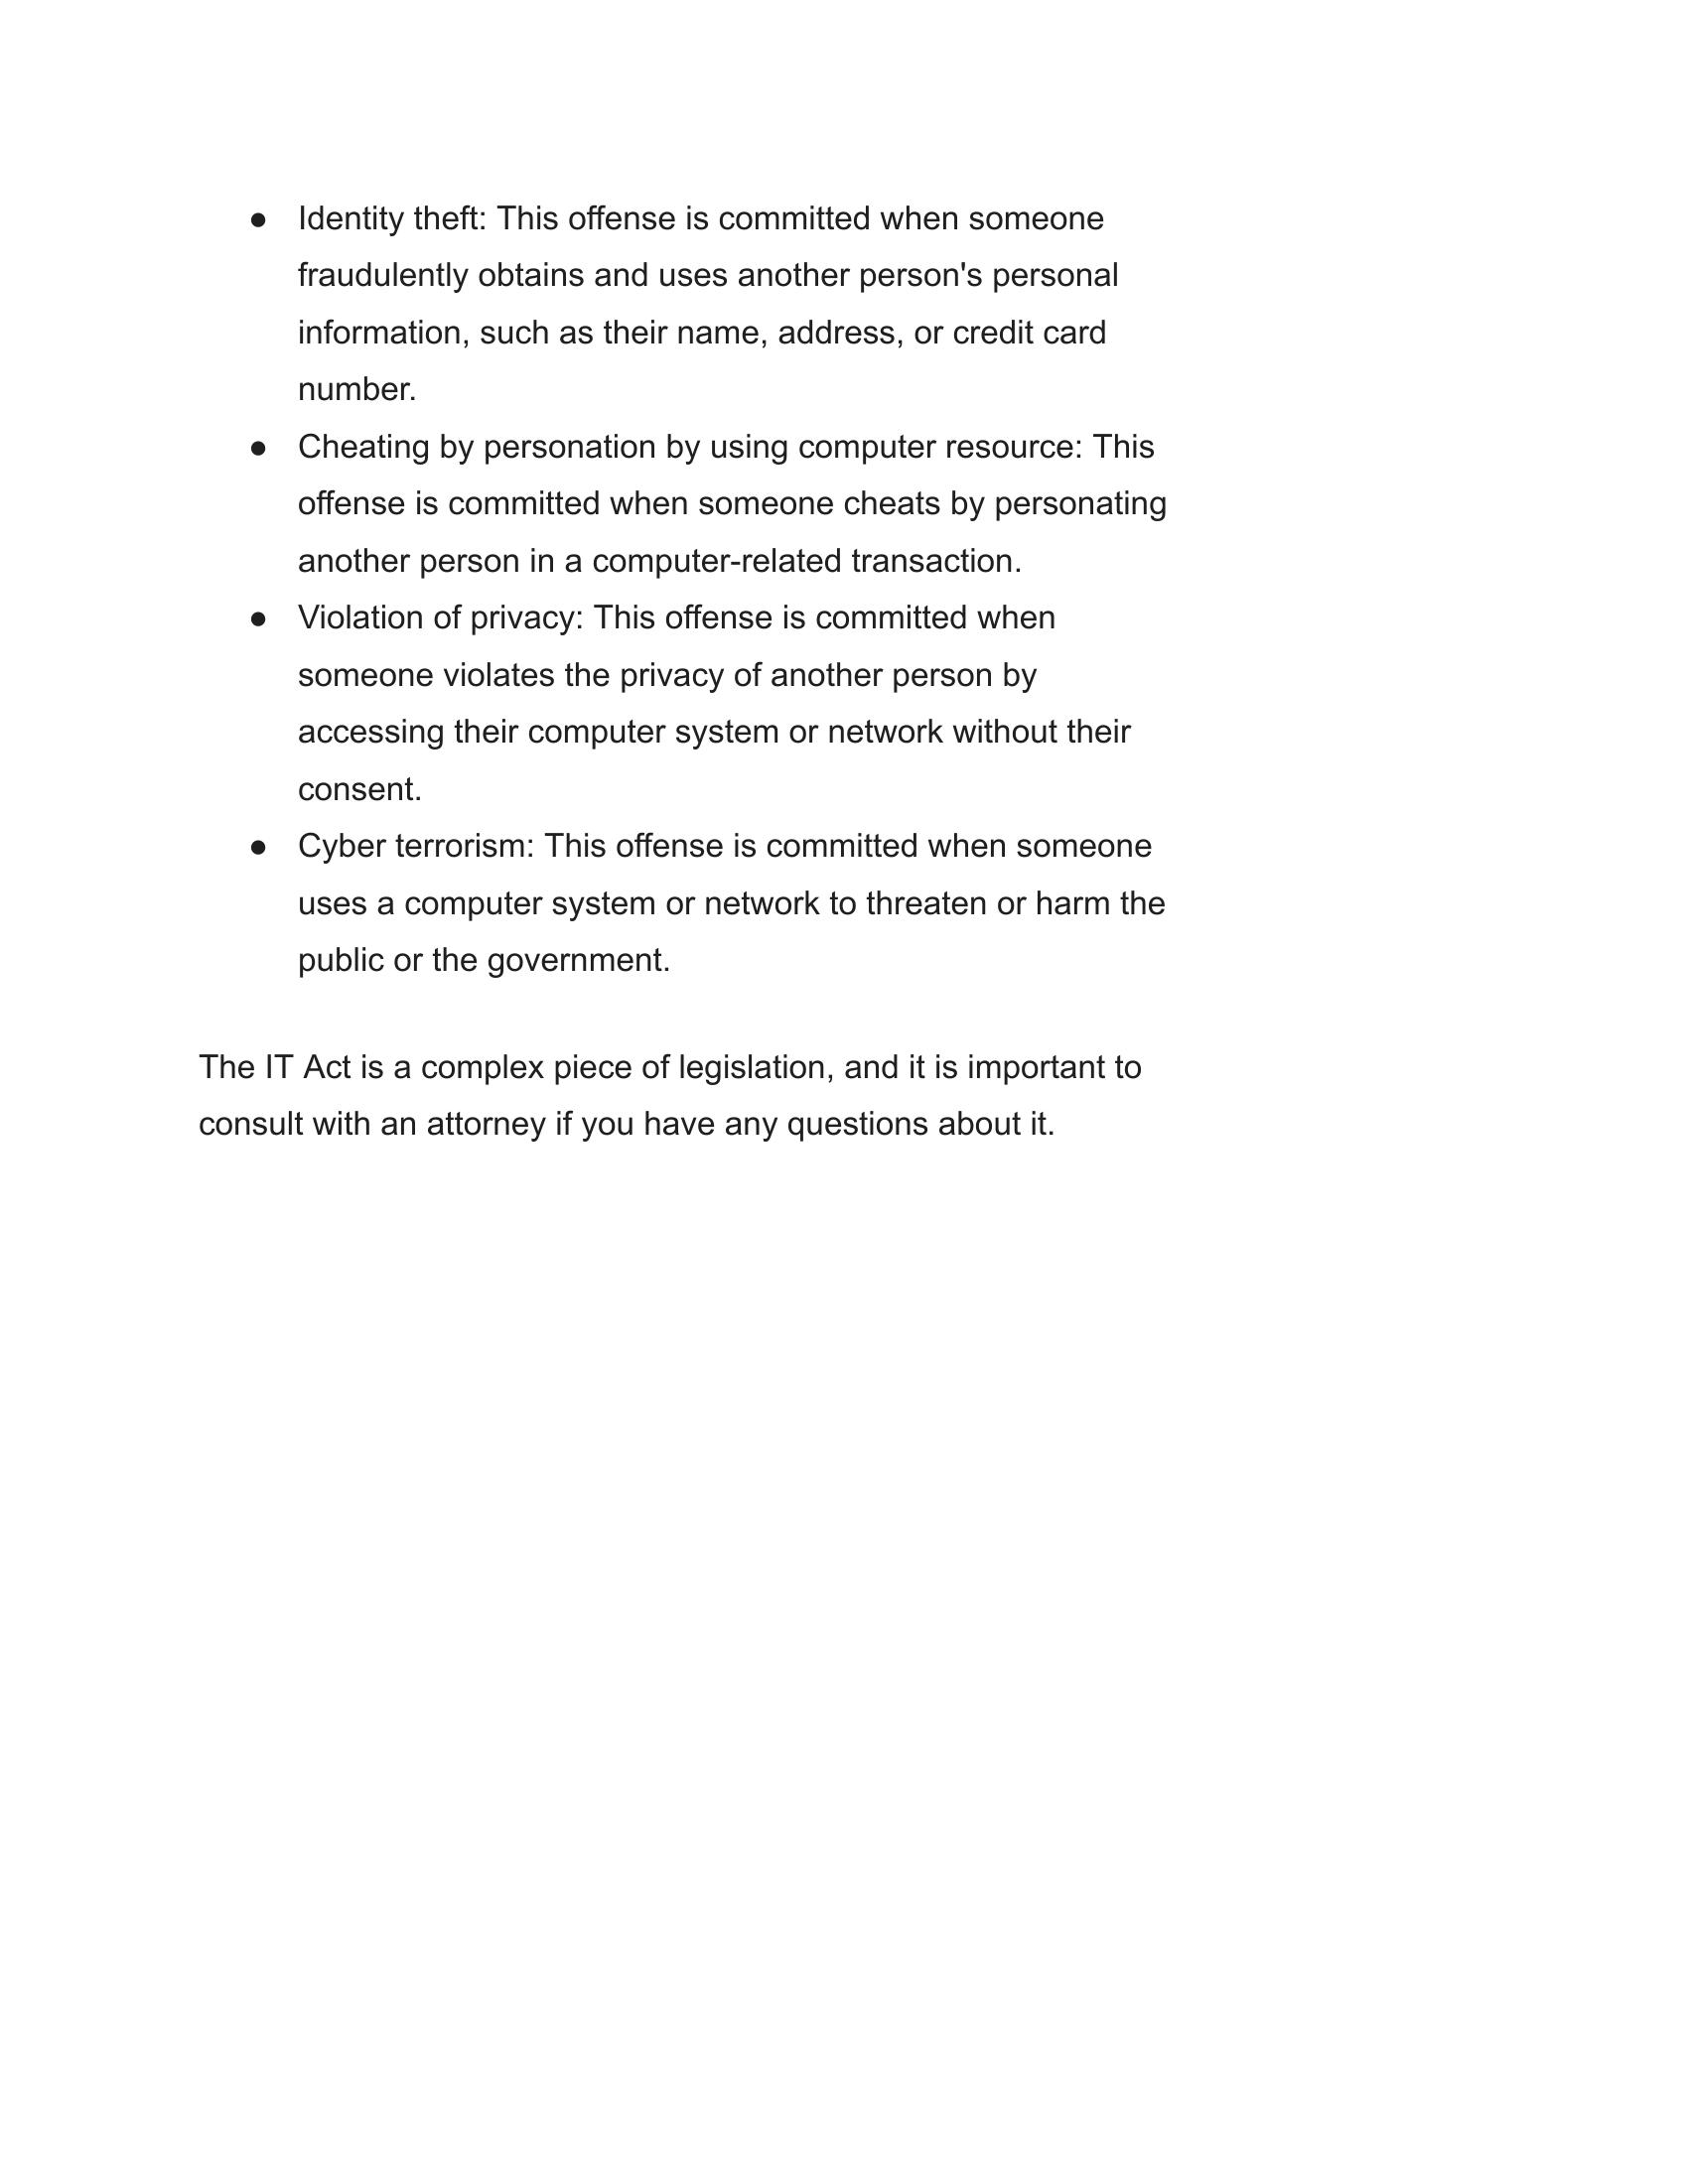 ● Identity theft: This offense is committed when someone
fraudulently obtains and uses another person's personal
information, such as their name, address, or credit card
number.
● Cheating by personation by using computer resource: This
offense is committed when someone cheats by personating
another person in a computer-related transaction.
● Violation of privacy: This offense is committed when
someone violates the privacy of another person by
accessing their computer system or network without their
consent.
● Cyber terrorism: This offense is committed when someone
uses a computer system or network to threaten or harm the
public or the government.
The IT Act is a complex piece of legislation, and it is important to
consult with an attorney if you have any questions about it.